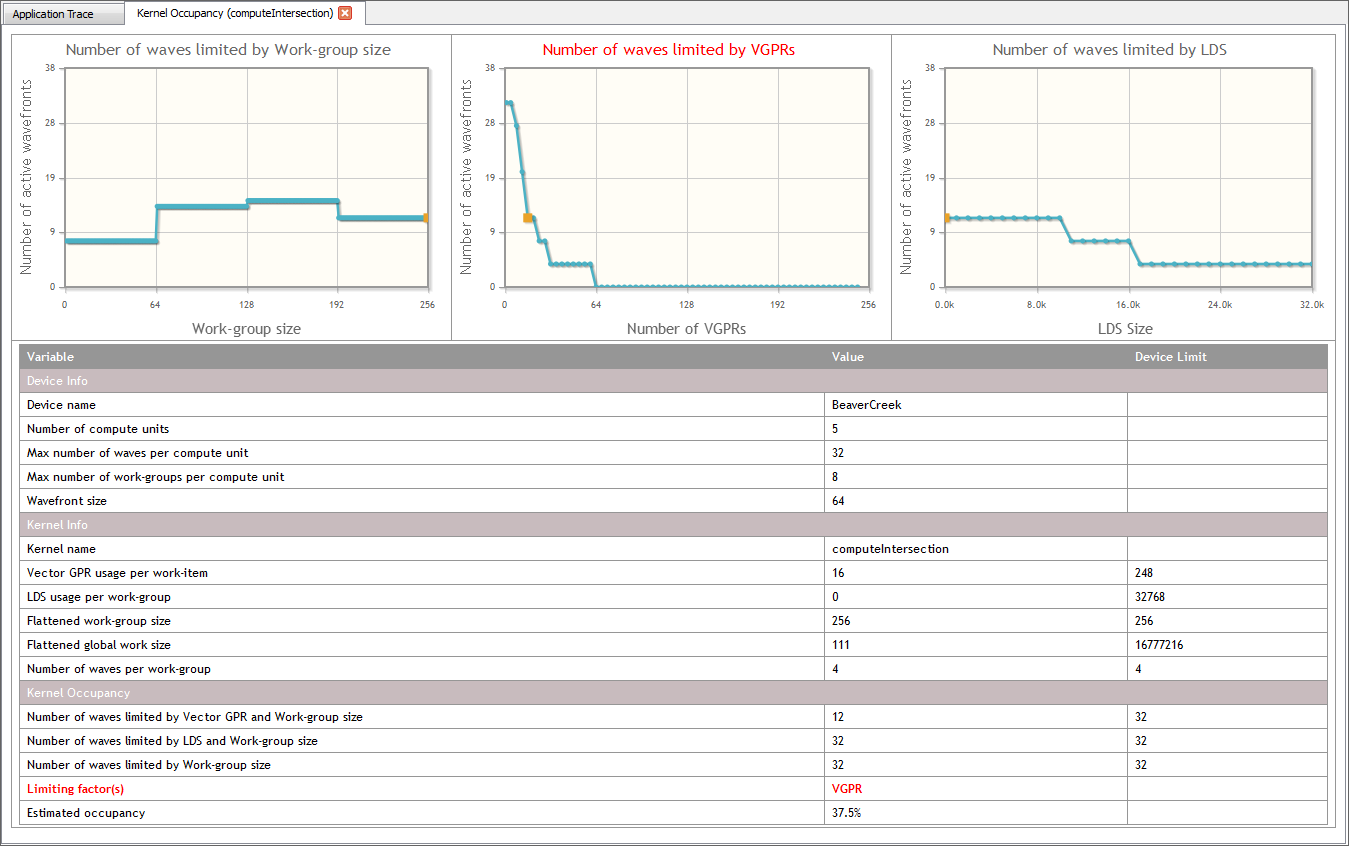 Application Trace
Kernel Occupancy (computeIntersection)
Number of waves limited by Work-group size
Number of active wavefronts
38
28
19
9
0
0 64 128 192 256
Work-group size
Number of waves limited by VGPRs
Number of active wavefronts
38
28
19
9
0
0 64 128 192 256
Number of VGPRs
Number of waves limited by LDS
Number of active wavefronts
38
28
19
9
0
0.0k 8.0k 16.0k 24.0k 32.0k
LDS Size
Variable Value Device Limit
Device Info
Device name BeaverCreek
Number of compute units 5
Max number of waves per compute unit 32
Max number of work-groups per compute unit 8
Wavefront size 64
Kernel Info
Kernel name computeIntersection
Vector GPR usage per work-item 16 248
LDS usage per work-group 0 32768
Flattened work-group size 256 256
Flattened global work size 111 16777216
Number of waves per work-group 4 4
Kernel Occupancy
Number of waves limited by Vector GPR and Work-group size 12 32
Number of waves limited by LDS and Work-group size 32 32
Number of waves limited by Work-group size 32 32
Limiting factor(s) VGPR
Estimated occupancy 37.5%